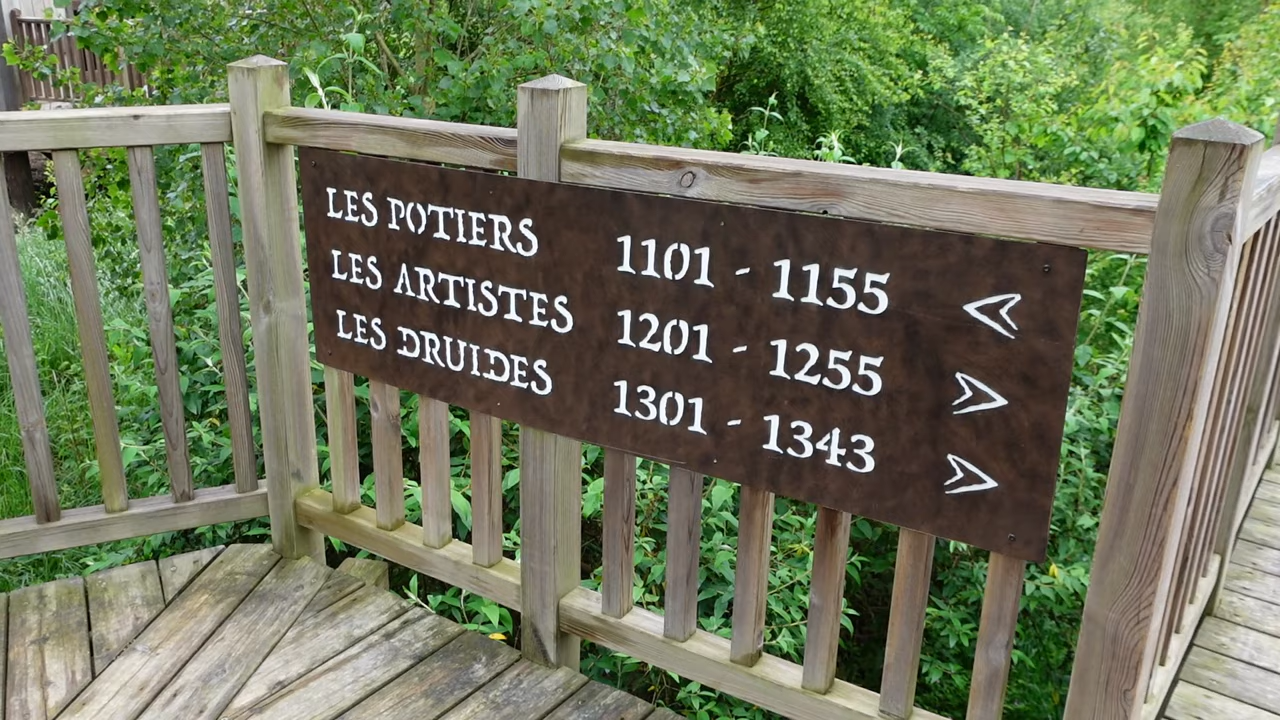 LES POTIERS 1101 - 1155 <
LES ARTISTES 1201 - 1255 >
LES DRUIDES 1301 - 1343 >